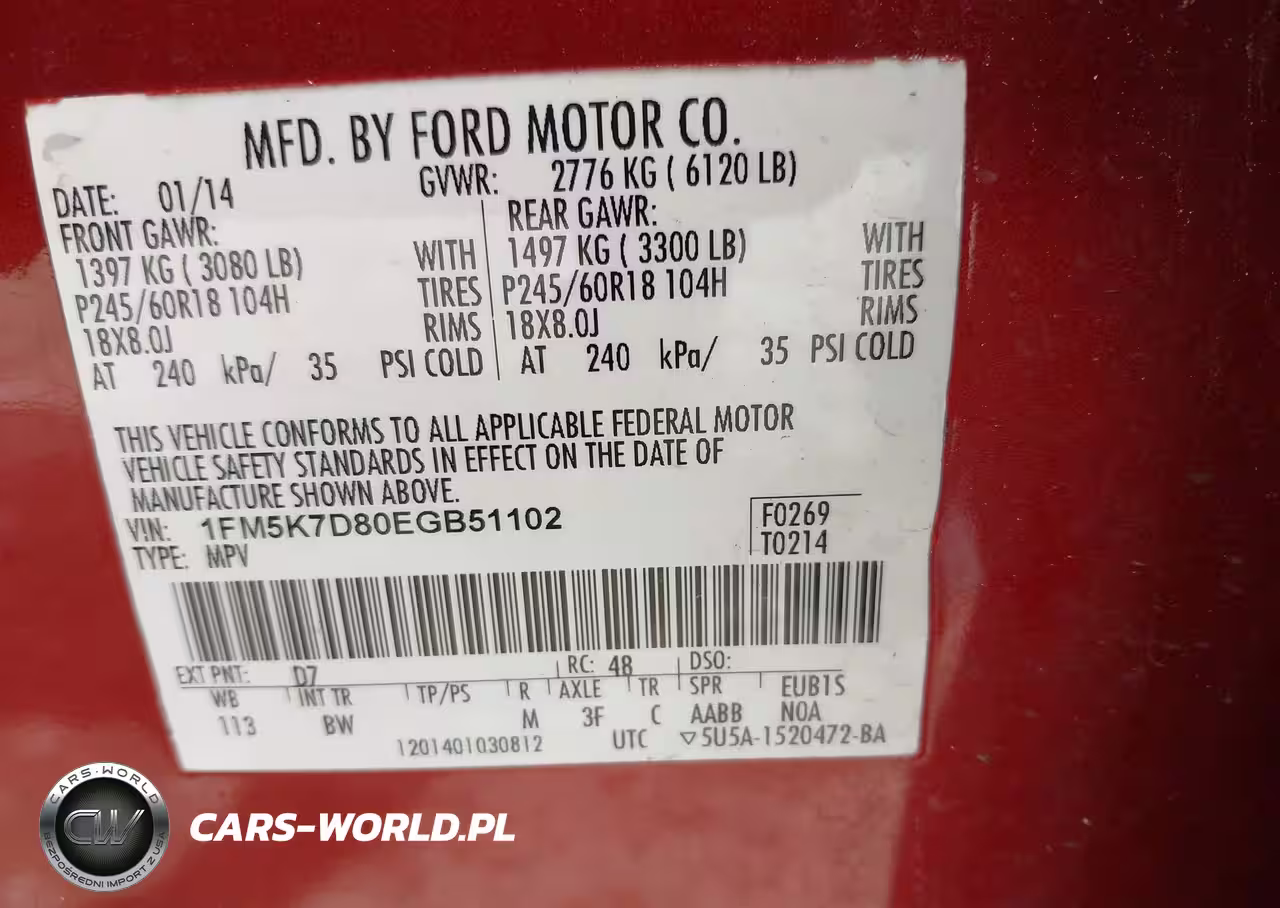 MFD. BY FORD MOTOR CO.
DATE: 01/14 GVWR: 2776 KG ( 6120 LB)
FRONT GAWR: REAR GAWR:
1397 KG ( 3080 LB) WITH 1497 KG ( 3300 LB) WITH
P245/60R18 104H TIRES P245/60R18 104H TIRES
18X8.0J RIMS 18X8.0J RIMS
AT 240 kPa/ 35 PSI COLD AT 240 kPa/ 35 PSI COLD
THIS VEHICLE CONFORMS TO ALL APPLICABLE FEDERAL MOTOR
VEHICLE SAFETY STANDARDS IN EFFECT ON THE DATE OF
MANUFACTURE SHOWN ABOVE.
VIN: 1FM5K7D80EGB51102 F0269
TYPE: MPV T0214
EXT PNT: D7 RC: 48 DSO:
WB INT TR TP/PS R AXLE TR SPR EUB1S
113 BW M 3F C AABB NOA
1201401030812 UTC ▽5U5A-1520472-BA
CARS-WORLD
CW
BEZPOŚREDNI IMPORT Z USA
CARS-WORLD.PL